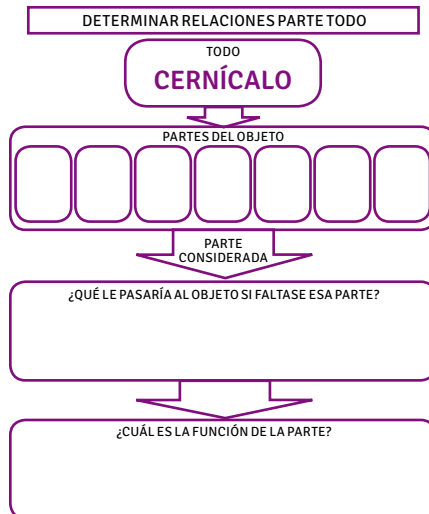 DETERMINAR RELACIONES PARTE TODO
TODO
CERNÍCALO
PARTES DEL OBJETO
PARTE
CONSIDERADA
¿QUÉ LE PASARÍA AL OBJETO SI FALTASE ESA PARTE?
¿CUÁL ES LA FUNCIÓN DE LA PARTE?